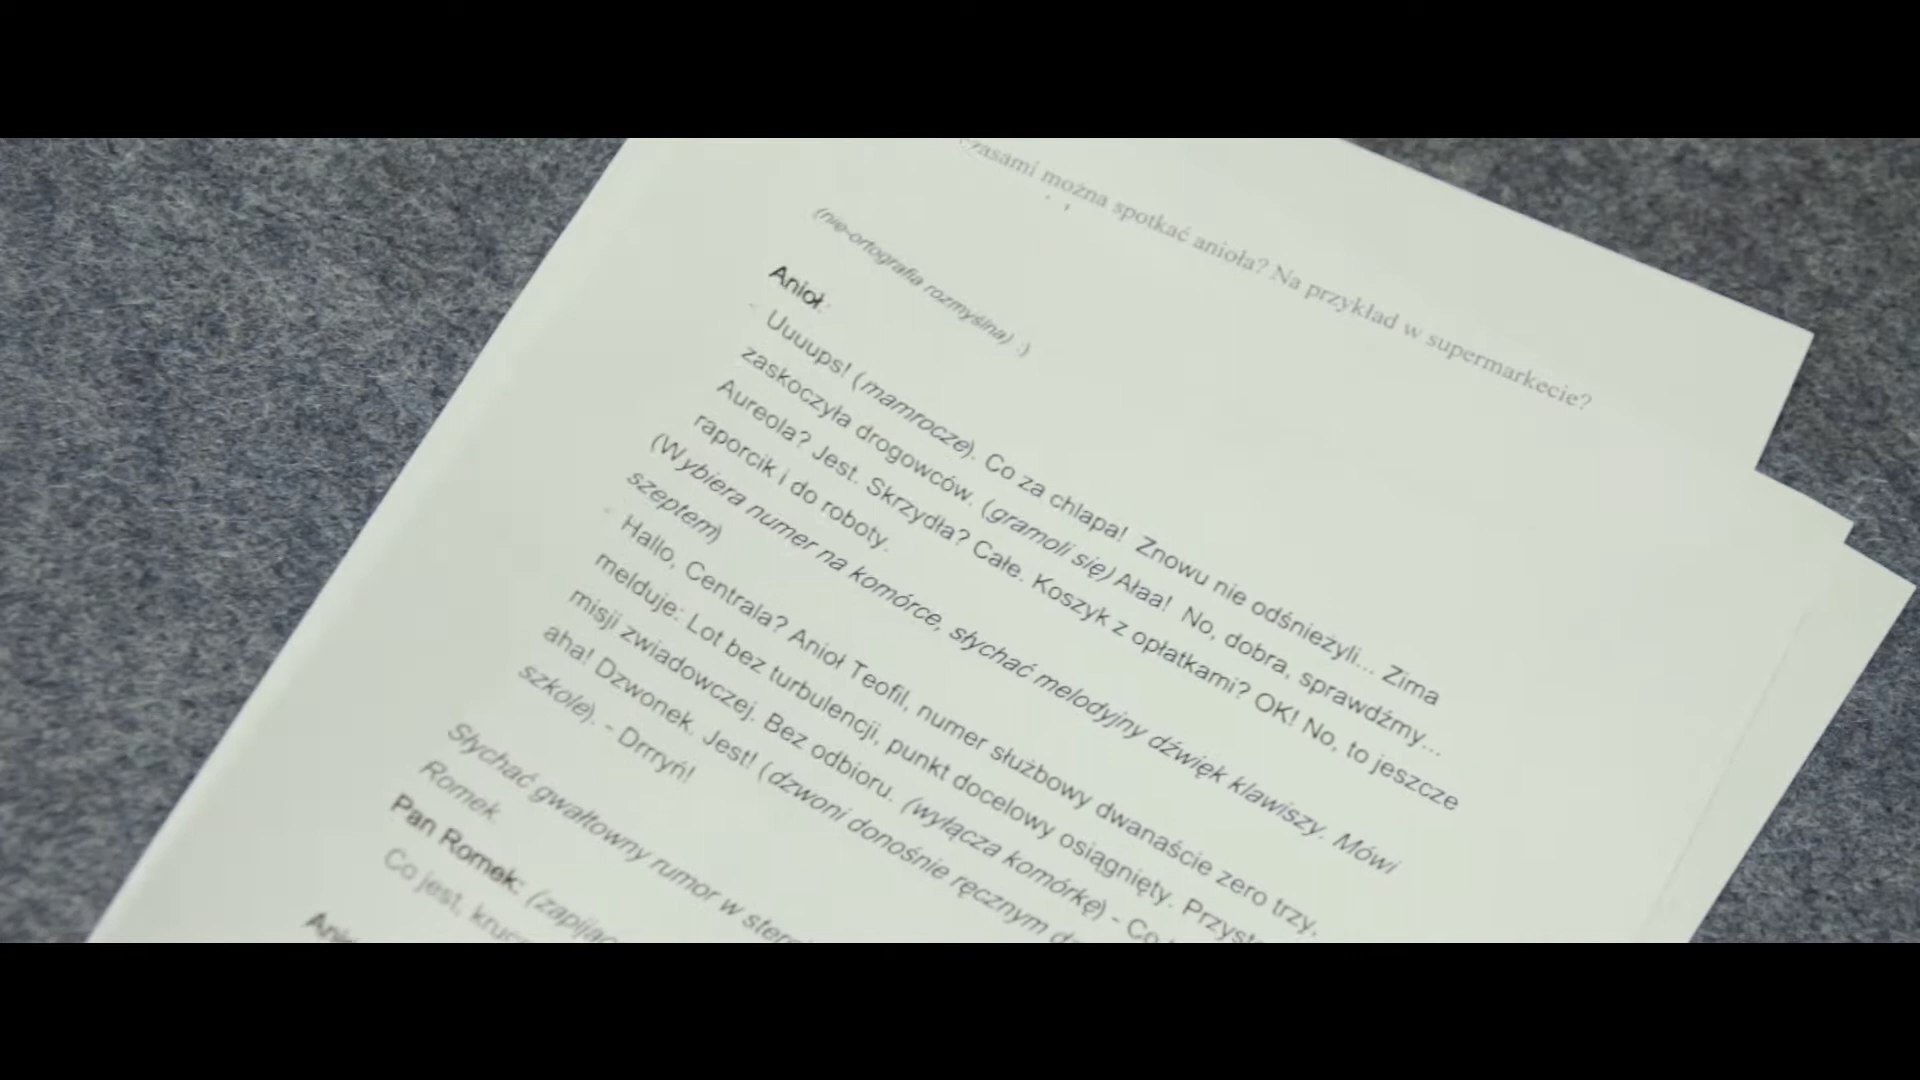 zasami można spotkać anioła? Na przykład w supermarkecie?
(nie-ortografia rozmyślna) :)
Anioł:
- Uuuups! (mamrocze). Co za chlapa! Znowu nie odśnieżyli... Zima
zaskoczyła drogowców. (gramoli się) Ałaa! No, dobra, sprawdźmy...
Aureola? Jest. Skrzydła? Całe. Koszyk z opłatkami? OK! No, to jeszcze
raporcik i do roboty.
(Wybiera numer na komórce, słychać melodyjny dźwięk klawiszy. Mówi
szeptem)
- Hallo, Centrala? Anioł Teofil, numer służbowy dwanaście zero trzy,
melduje: Lot bez turbulencji, punkt docelowy osiągnięty. Przyst
misji zwiadowczej. Bez odbioru. (wyłącza komórkę) - Co
aha! Dzwonek. Jest! (dzwoni donośnie ręcznym
szkole). - Drrryń!
Słychać gwałtowny rumor w
Romek.
Pan Romek: (zapijac
Co jest,